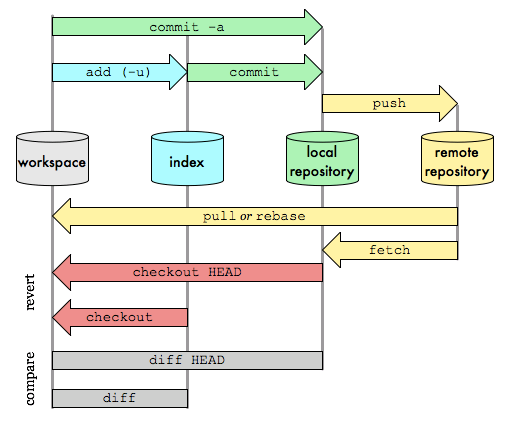 commit -a
add (-u)
commit
push
workspace
index
local
repository
remote
repository
pull or rebase
fetch
revert
checkout HEAD
checkout
compare
diff HEAD
diff